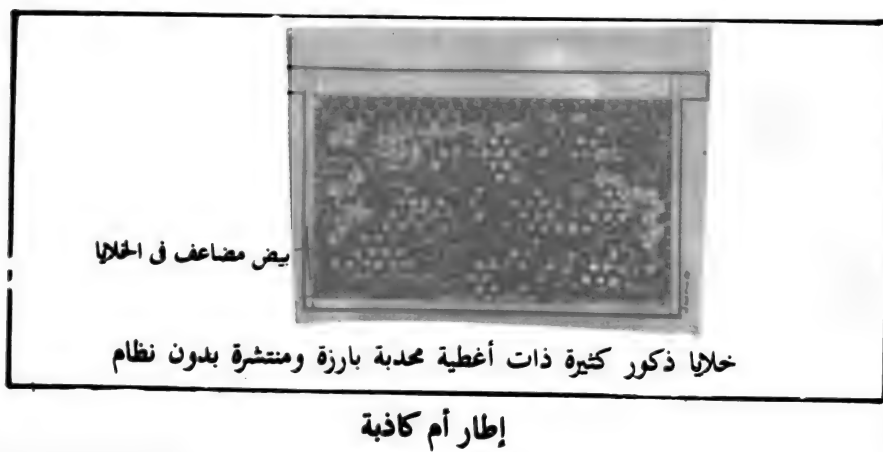 بيض مضاعف فى الخلايا
خلايا ذكور كثيرة ذات أغطية محدبة بارزة ومنتشرة بدون نظام
إطار أم كاذبة